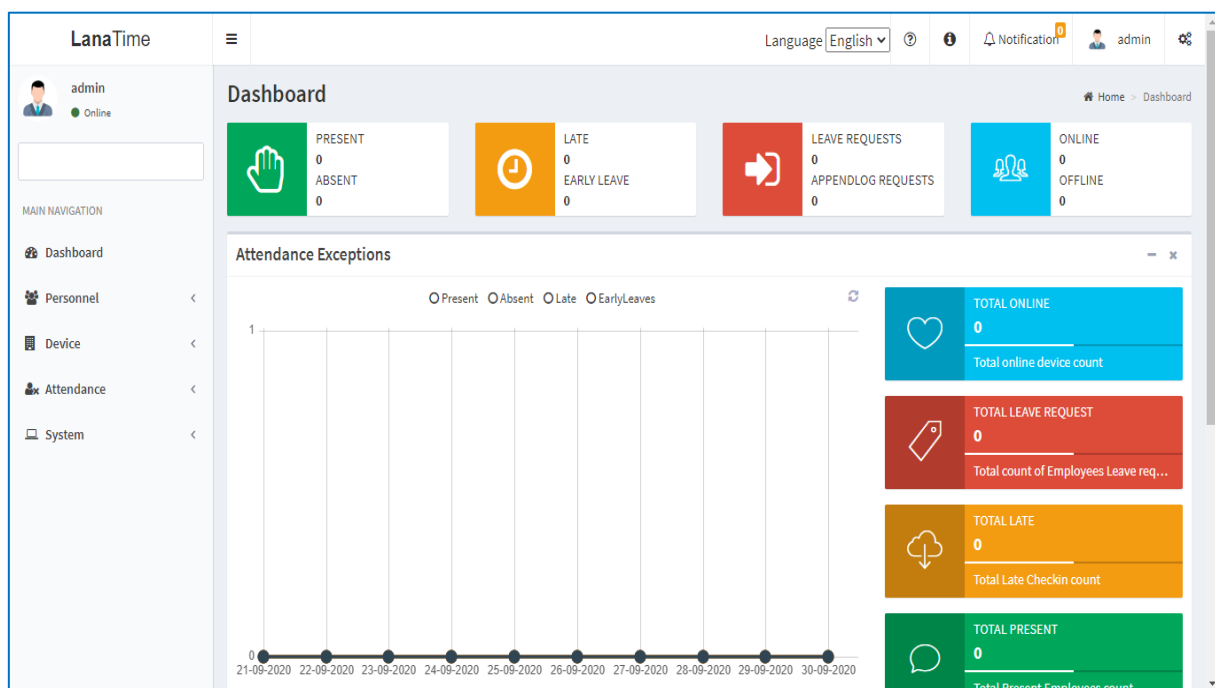 LanaTime
Language English Notification 0 admin
admin
Online
MAIN NAVIGATION
Dashboard
Personnel
Device
Attendance
System
Dashboard
Home > Dashboard
PRESENT
0
ABSENT
0
LATE
0
EARLY LEAVE
0
LEAVE REQUESTS
0
APPENDLOG REQUESTS
0
ONLINE
0
OFFLINE
0
Attendance Exceptions
Present Absent Late EarlyLeaves
1
0
21-09-2020 22-09-2020 23-09-2020 24-09-2020 25-09-2020 26-09-2020 27-09-2020 28-09-2020 29-09-2020 30-09-2020
TOTAL ONLINE
0
Total online device count
TOTAL LEAVE REQUEST
0
Total count of Employees Leave req...
TOTAL LATE
0
Total Late Checkin count
TOTAL PRESENT
0
Total Present Employees count